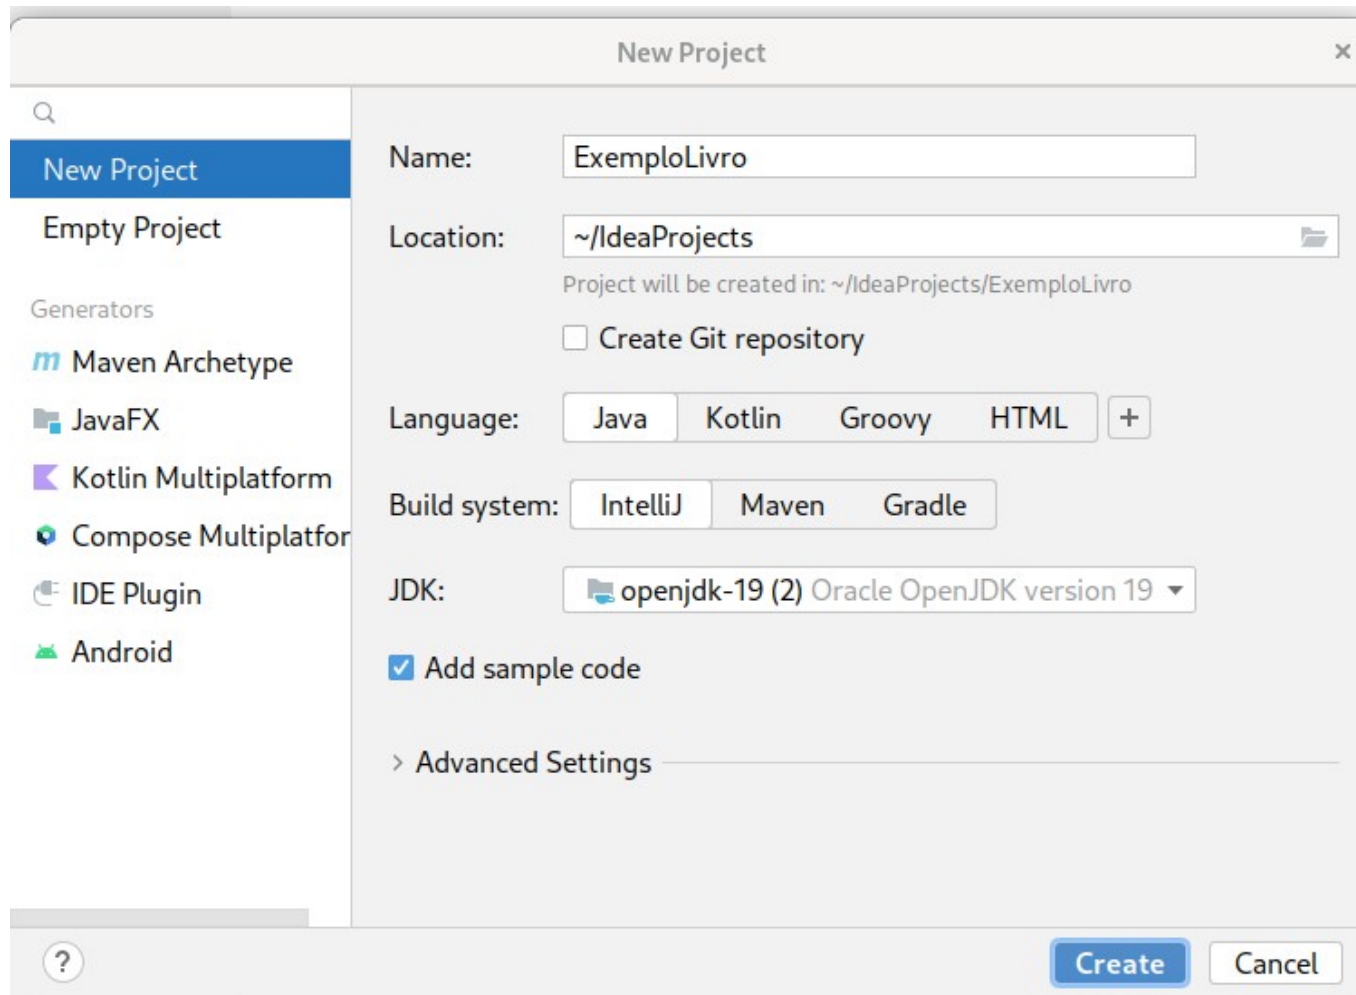 New Project
New Project
Empty Project
Generators
Maven Archetype
JavaFX
Kotlin Multiplatform
Compose Multiplatfor
IDE Plugin
Android
Name: ExemploLivro
Location: ~/IdeaProjects
Project will be created in: ~/IdeaProjects/ExemploLivro
Create Git repository
Language: Java Kotlin Groovy HTML +
Build system: IntelliJ Maven Gradle
JDK: openjdk-19 (2) Oracle OpenJDK version 19
Add sample code
Advanced Settings
? Create Cancel